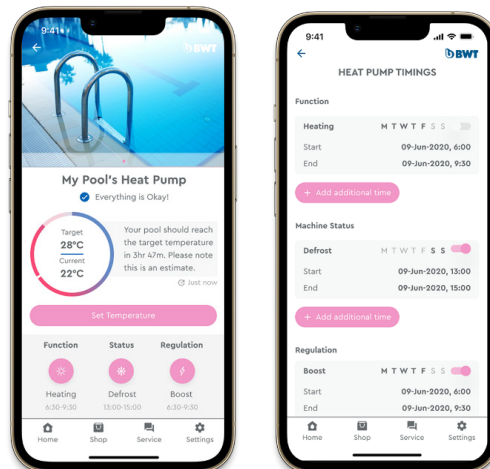 9:41
BWT
My Pool's Heat Pump
Everything is Okay!
Target
28°C
Current
22°C
Your pool should reach
the target temperature
in 3hr 47m. Please note
this is an estimate.
Just now
Set Temperature
Function Status Regulation
Heating Defrost Boost
6:30-9:30 13:00-15:00 6:30-9:30
Home Shop Service Settings
9:41
BWT
HEAT PUMP TIMINGS
Function
Heating M T W T F S S
Start 09-Jun-2020, 6:00
End 09-Jun-2020, 9:30
+ Add additional time
Machine Status
Defrost M T W T F S S
Start 09-Jun-2020, 13:00
End 09-Jun-2020, 15:00
+ Add additional time
Regulation
Boost M T W T F S S
Start 09-Jun-2020, 6:00
End 09-Jun-2020, 9:30
Home Shop Service Settings